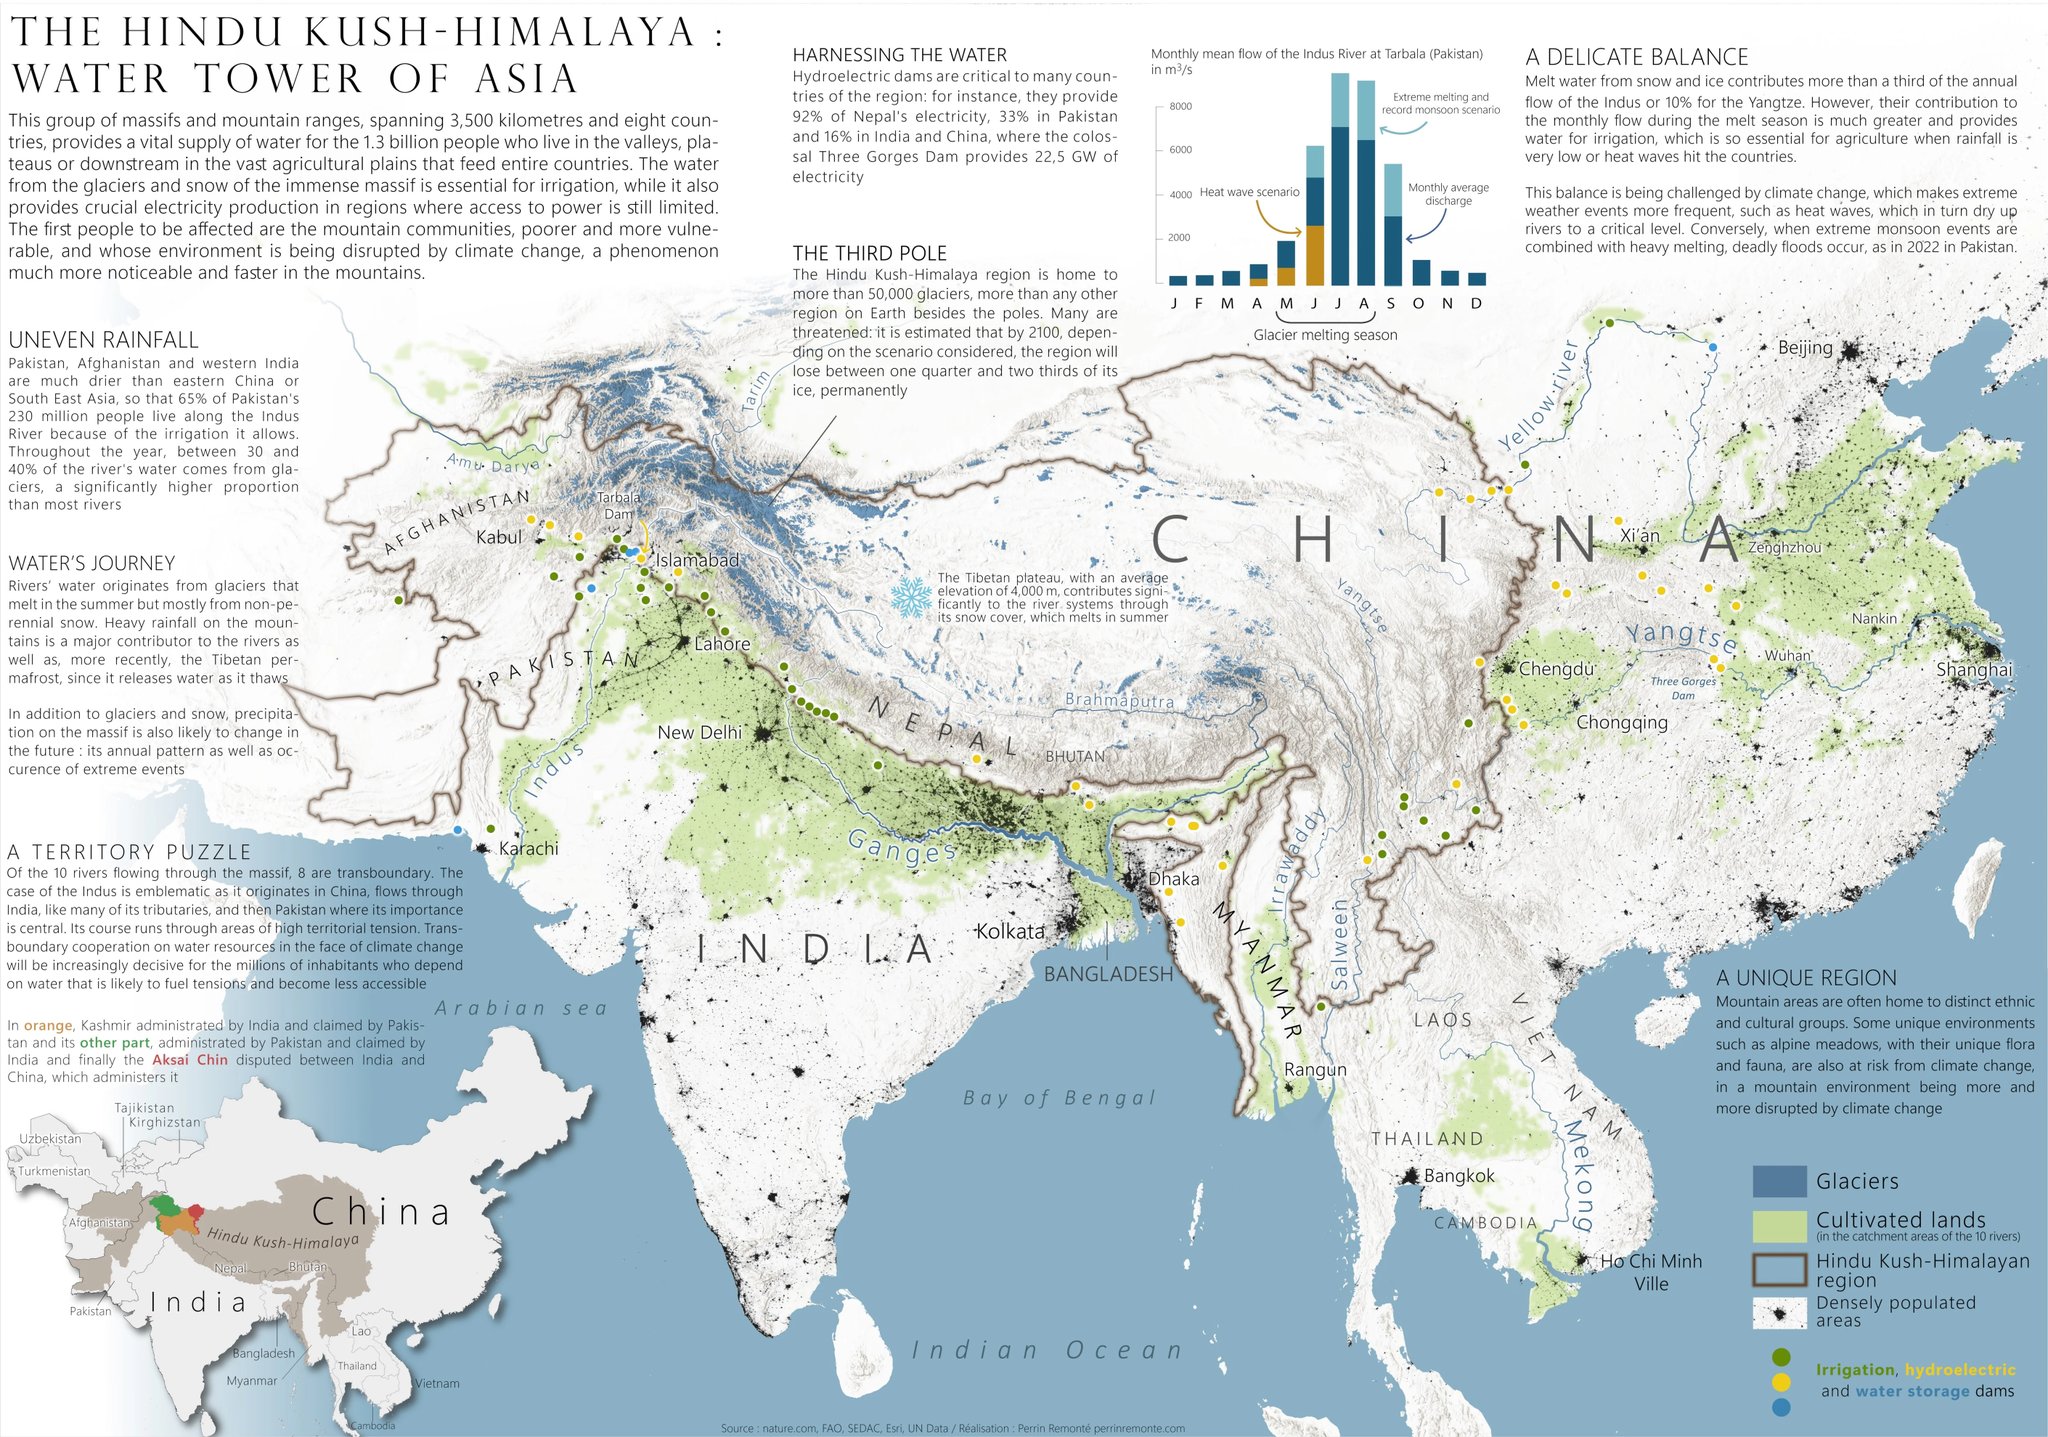 THE HINDU KUSH-HIMALAYA :
WATER TOWER OF ASIA
This group of massifs and mountain ranges, spanning 3,500 kilometres and eight coun-
tries, provides a vital supply of water for the 1.3 billion people who live in the valleys, pla-
teaus or downstream in the vast agricultural plains that feed entire countries. The water
from the glaciers and snow of the immense massif is essential for irrigation, while it also
provides crucial electricity production in regions where access to power is still limited.
The first people to be affected are the mountain communities, poorer and more vulne-
rable, and whose environment is being disrupted by climate change, a phenomenon
much more noticeable and faster in the mountains.
HARNESSING THE WATER
Hydroelectric dams are critical to many coun-
tries of the region: for instance, they provide
92% of Nepal's electricity, 33% in Pakistan
and 16% in India and China, where the colos-
sal Three Gorges Dam provides 22,5 GW of
electricity
THE THIRD POLE
The Hindu Kush-Himalaya region is home to
more than 50,000 glaciers, more than any other
region on Earth besides the poles. Many are
threatened: it is estimated that by 2100, depen-
ding on the scenario considered, the region will
lose between one quarter and two thirds of its
ice, permanently
Monthly mean flow of the Indus River at Tarbala (Pakistan)
in m³/s
8000
6000
4000
2000
Extreme melting and
record monsoon scenario
Heat wave scenario
Monthly average
discharge
J F M A M J J A S O N D
Glacier melting season
A DELICATE BALANCE
Melt water from snow and ice contributes more than a third of the annual
flow of the Indus or 10% for the Yangtze. However, their contribution to
the monthly flow during the melt season is much greater and provides
water for irrigation, which is so essential for agriculture when rainfall is
very low or heat waves hit the countries.
This balance is being challenged by climate change, which makes extreme
weather events more frequent, such as heat waves, which in turn dry up
rivers to a critical level. Conversely, when extreme monsoon events are
combined with heavy melting, deadly floods occur, as in 2022 in Pakistan.
UNEVEN RAINFALL
Pakistan, Afghanistan and western India
are much drier than eastern China or
South East Asia, so that 65% of Pakistan's
230 million people live along the Indus
River because of the irrigation it allows.
Throughout the year, between 30 and
40% of the river's water comes from gla-
ciers, a significantly higher proportion
than most rivers
WATER'S JOURNEY
Rivers' water originates from glaciers that
melt in the summer but mostly from non-pe-
rennial snow. Heavy rainfall on the moun-
tains is a major contributor to the rivers as
well as, more recently, the Tibetan per-
mafrost, since it releases water as it thaws
In addition to glaciers and snow, precipita-
tion on the massif is also likely to change in
the future : its annual pattern as well as oc-
curence of extreme events
A TERRITORY PUZZLE
Of the 10 rivers flowing through the massif, 8 are transboundary. The
case of the Indus is emblematic as it originates in China, flows through
India, like many of its tributaries, and then Pakistan where its importance
is central. Its course runs through areas of high territorial tension. Trans-
boundary cooperation on water resources in the face of climate change
will be increasingly decisive for the millions of inhabitants who depend
on water that is likely to fuel tensions and become less accessible
In orange, Kashmir administrated by India and claimed by Pakis-
tan and its other part, administrated by Pakistan and claimed by
India and finally the Aksai Chin disputed between India and
China, which administers it
Tajikistan
Kirghizstan
Uzbekistan
Turkmenistan
Afghanistan
China
Hindu Kush-Himalaya
Nepal
Bhutan
India
Pakistan
Lao
Bangladesh
Thailand
Myanmar
Vietnam
Cambodia
Tarim
Amu Darya
AFGHANISTAN
Kabul
Tarbala
Dam
Islamabad
PAKISTAN
Lahore
Indus
Karachi
New Delhi
NEPAL
BHUTAN
Brahmaputra
Ganges
The Tibetan plateau, with an average
elevation of 4,000 m, contributes signi-
ficantly to the river systems through
its snow cover, which melts in summer
CHINA
Yellow river
Beijing
Xi'an
Zenghzhou
Yangtse
Yangtse
Nankin
Wuhan
Shanghai
Three Gorges
Dam
Chengdu
Chongqing
INDIA
Kolkata
Dhaka
BANGLADESH
MYANMAR
Irrawaddy
Salween
Rangun
LAOS
VIET NAM
THAILAND
Bangkok
CAMBODIA
Mekong
Ho Chi Minh
Ville
Arabian sea
Bay of Bengal
Indian Ocean
A UNIQUE REGION
Mountain areas are often home to distinct ethnic
and cultural groups. Some unique environments
such as alpine meadows, with their unique flora
and fauna, are also at risk from climate change,
in a mountain environment being more and
more disrupted by climate change
Glaciers
Cultivated lands
(in the catchment areas of the 10 rivers)
Hindu Kush-Himalayan
region
Densely populated
areas
Irrigation, hydroelectric
and water storage dams
Source : nature.com, FAO, SEDAC, Esri, UN Data / Réalisation : Perrin Remonté perrinremonte.com